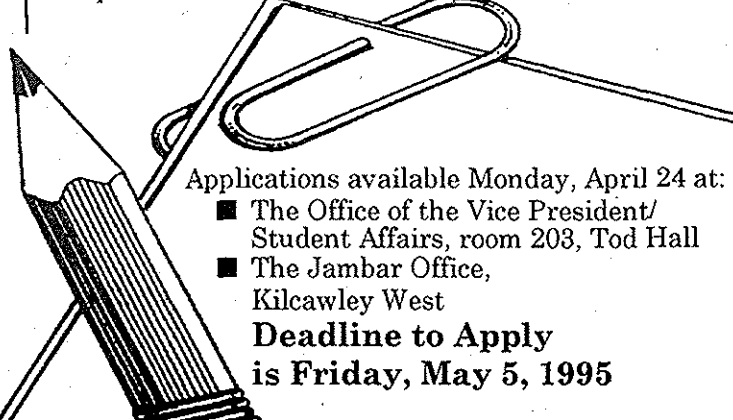 Applications available Monday, April 24 at:
■ The Office of the Vice President/
Student Affairs, room 203, Tod Hall
■ The Jambar Office,
Kilcawley West
Deadline to Apply
is Friday, May 5, 1995